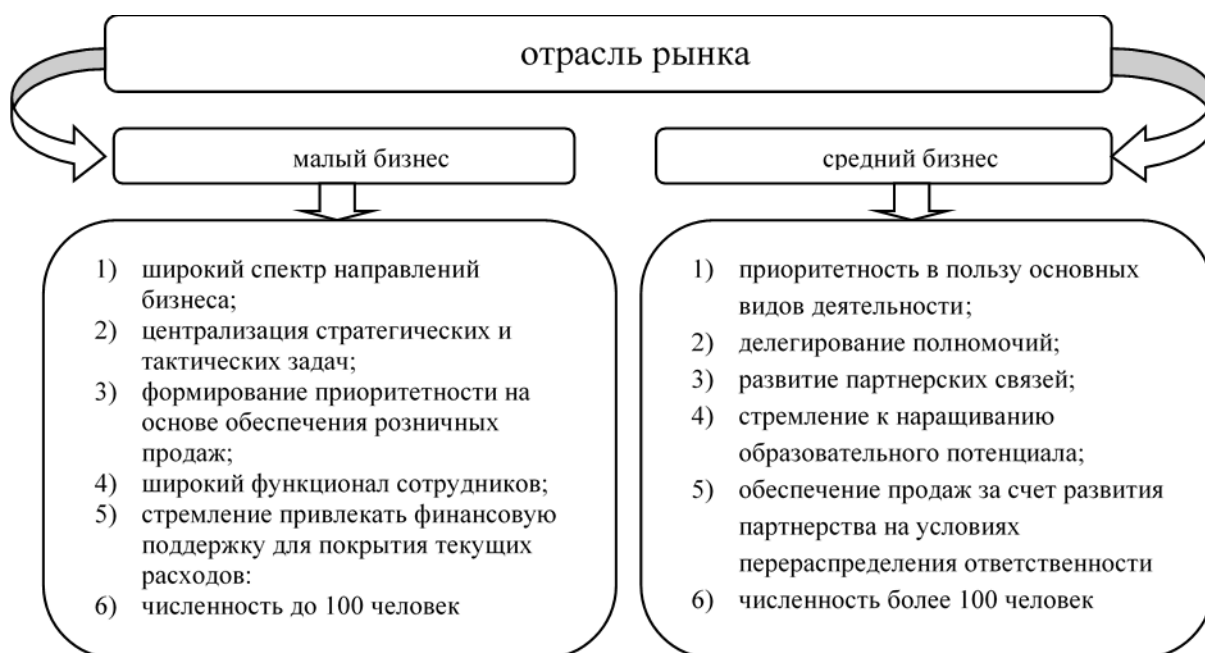 отрасль рынка
малый бизнес
1) широкий спектр направлений
бизнеса;
2) централизация стратегических и
тактических задач;
3) формирование приоритетности на
основе обеспечения розничных
продаж;
4) широкий функционал сотрудников;
5) стремление привлекать финансовую
поддержку для покрытия текущих
расходов:
6) численность до 100 человек
средний бизнес
1) приоритетность в пользу основных
видов деятельности;
2) делегирование полномочий;
3) развитие партнерских связей;
4) стремление к наращиванию
образовательного потенциала;
5) обеспечение продаж за счет развития
партнерства на условиях
перераспределения ответственности
6) численность более 100 человек